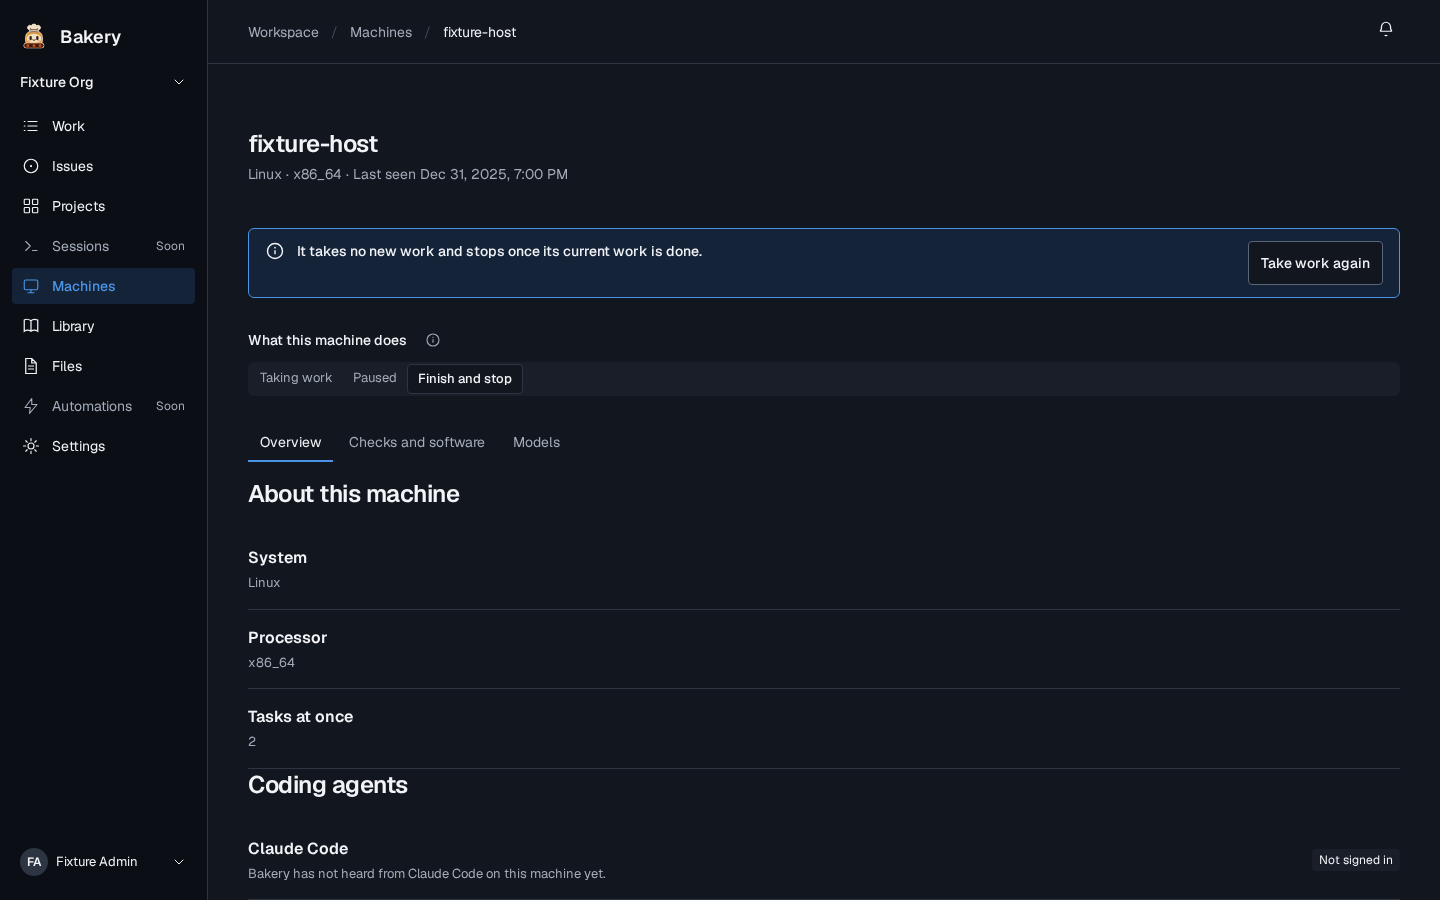 Bakery
Fixture Org
Work
Issues
Projects
Sessions Soon
Machines
Library
Files
Automations Soon
Settings
FA Fixture Admin
Workspace / Machines / fixture-host
fixture-host
Linux · x86_64 · Last seen Dec 31, 2025, 7:00 PM
It takes no new work and stops once its current work is done.
Take work again
What this machine does
Taking work Paused Finish and stop
Overview Checks and software Models
About this machine
System
Linux
Processor
x86_64
Tasks at once
2
Coding agents
Claude Code
Bakery has not heard from Claude Code on this machine yet.
Not signed in